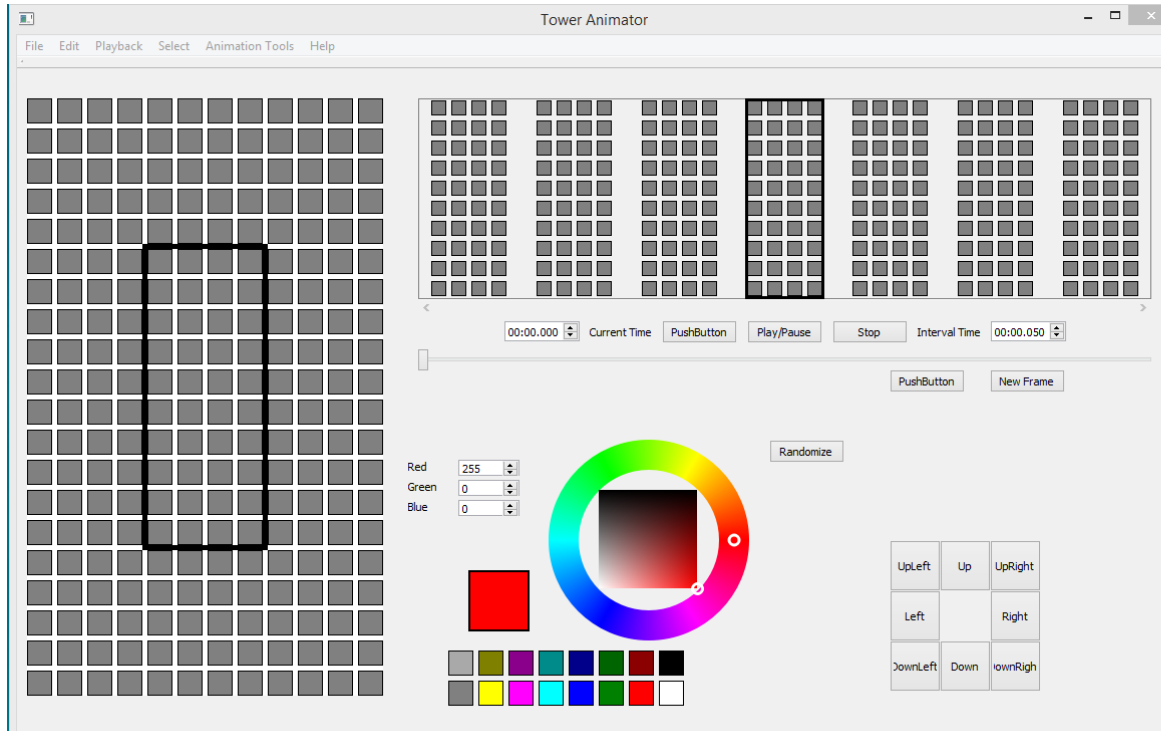 Tower Animator
File Edit Playback Select Animation Tools Help
00:00.000 Current Time PushButton Play/Pause Stop Interval Time 00:00.050
PushButton New Frame
Randomize
Red 255
Green 0
Blue 0
UpLeft Up UpRight
Left Right
DownLeft Down ownRigh